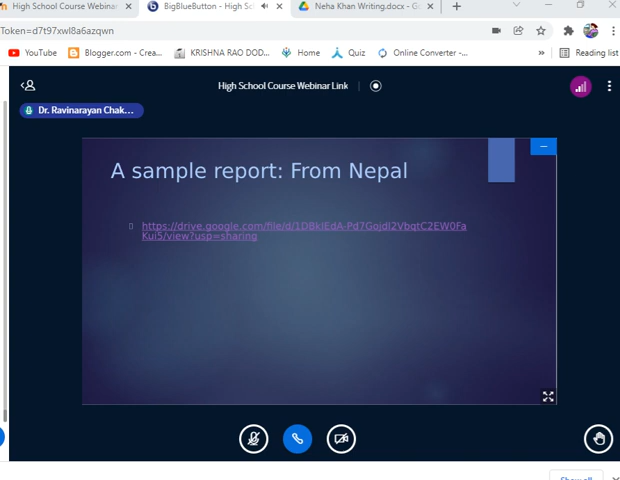 High School Course Webinar
BigBlueButton - High Sc
Neha Khan Writing.docx - Go
Token=d7t97xwl8a6azqwn
YouTube
Blogger.com - Crea...
KRISHNA RAO DOD...
Quiz
Home
Online Converter -...
»
Reading list
High School Course Webinar Link
Dr. Ravinarayan Chak...
A sample report: From Nepal
https://drive.google.com/file/d/1DBklEdA-Pd7GojdI2VbqtC2EW0Fa
Kui5/view?usp=sharing
Show all